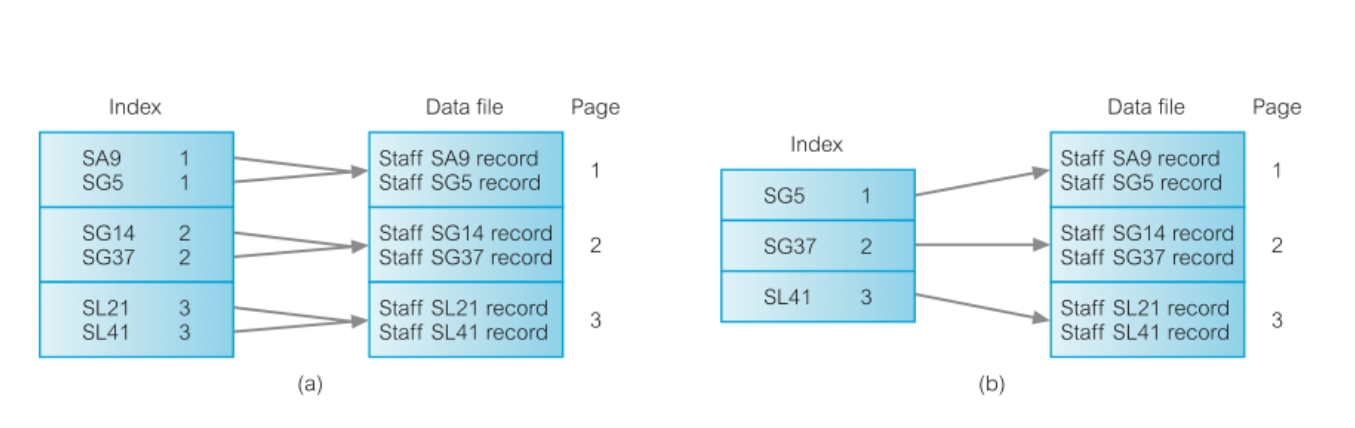 Index
Data file
Page
SA9 1
SG5 1
SG14 2
SG37 2
SL21 3
SL41 3
Staff SA9 record
Staff SG5 record
Staff SG14 record
Staff SG37 record
Staff SL21 record
Staff SL41 record
1
2
3
(a)
Index
Data file
Page
SG5 1
SG37 2
SL41 3
Staff SA9 record
Staff SG5 record
Staff SG14 record
Staff SG37 record
Staff SL21 record
Staff SL41 record
1
2
3
(b)